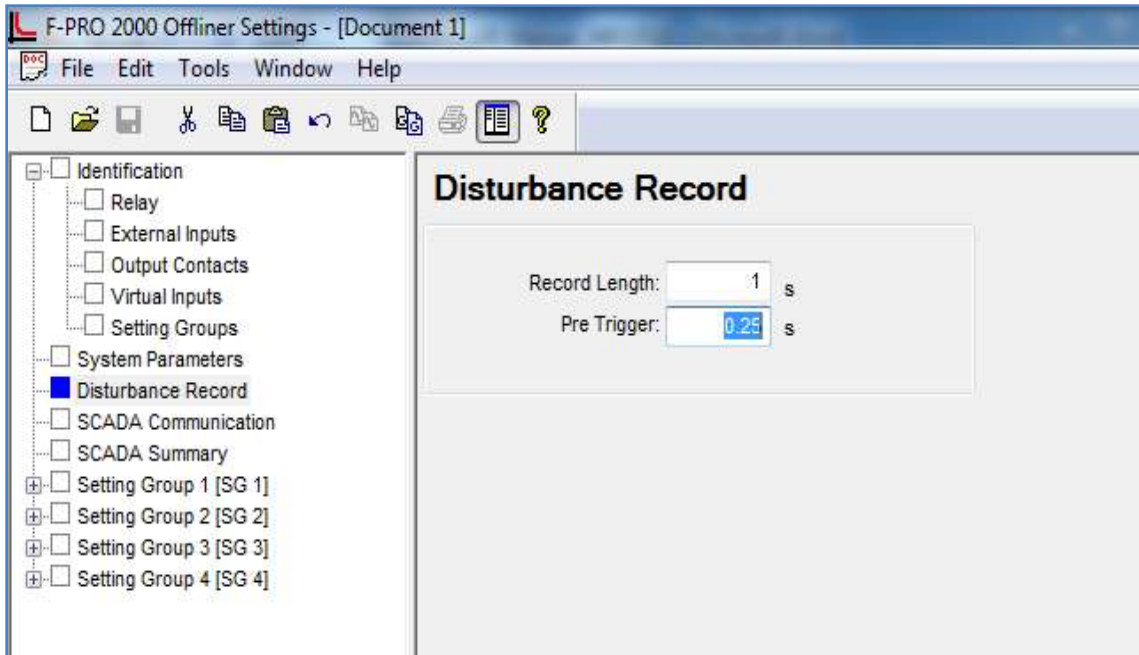 F-PRO 2000 Offliner Settings - [Document 1]
File Edit Tools Window Help
Identification
Relay
External Inputs
Output Contacts
Virtual Inputs
Setting Groups
System Parameters
Disturbance Record
SCADA Communication
SCADA Summary
Setting Group 1 [SG 1]
Setting Group 2 [SG 2]
Setting Group 3 [SG 3]
Setting Group 4 [SG 4]
Disturbance Record
Record Length: 1 s
Pre Trigger: 0.25 s